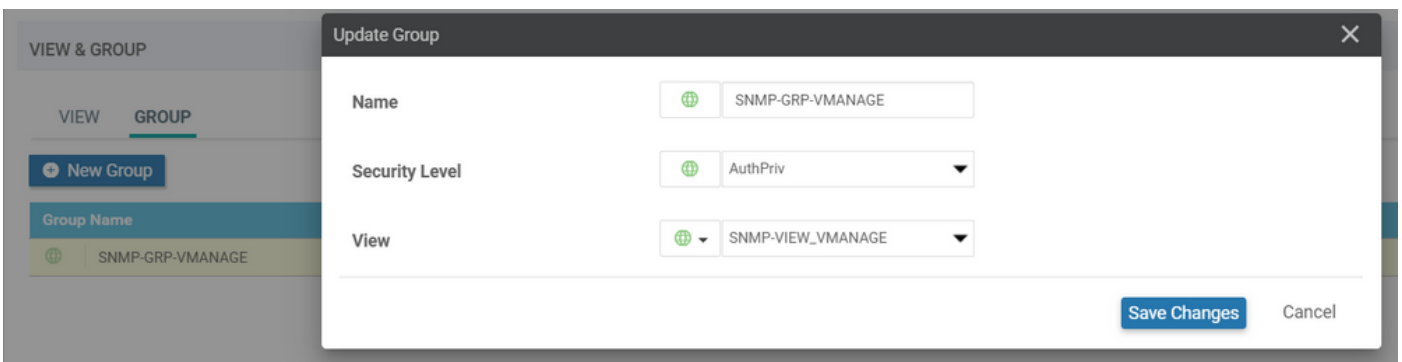 VIEW & GROUP
VIEW GROUP
New Group
Group Name
SNMP-GRP-VMANAGE
Update Group
Name SNMP-GRP-VMANAGE
Security Level AuthPriv
View SNMP-VIEW_VMANAGE
Save Changes Cancel